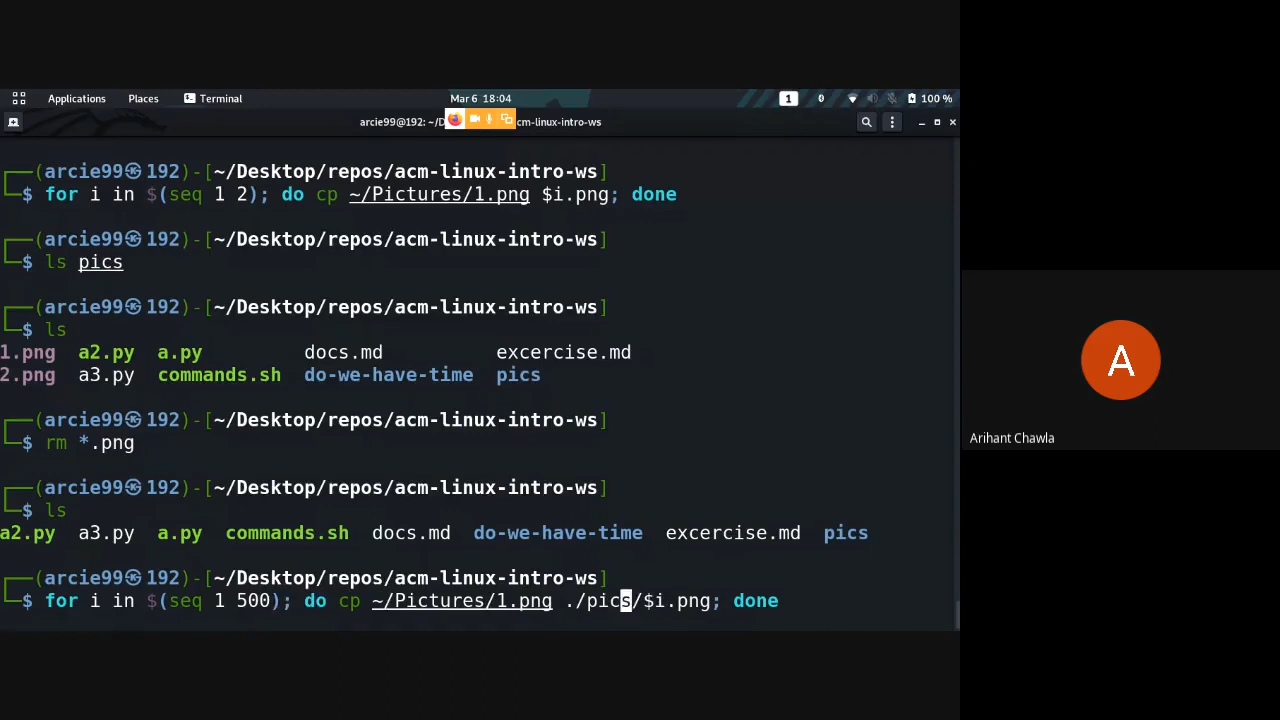 Applications Places Terminal Mar 6 18:04 1 0 100 %
arcie99@192: ~/D cm-linux-intro-ws
(arcie99㉿192)-[~/Desktop/repos/acm-linux-intro-ws]
$ for i in $(seq 1 2); do cp ~/Pictures/1.png $i.png; done
(arcie99㉿192)-[~/Desktop/repos/acm-linux-intro-ws]
$ ls pics
(arcie99㉿192)-[~/Desktop/repos/acm-linux-intro-ws]
$ ls
1.png a2.py a.py docs.md excercise.md
2.png a3.py commands.sh do-we-have-time pics
(arcie99㉿192)-[~/Desktop/repos/acm-linux-intro-ws]
$ rm *.png
(arcie99㉿192)-[~/Desktop/repos/acm-linux-intro-ws]
$ ls
a2.py a3.py a.py commands.sh docs.md do-we-have-time excercise.md pics
(arcie99㉿192)-[~/Desktop/repos/acm-linux-intro-ws]
$ for i in $(seq 1 500); do cp ~/Pictures/1.png ./pics/$i.png; done
A
Arihant Chawla